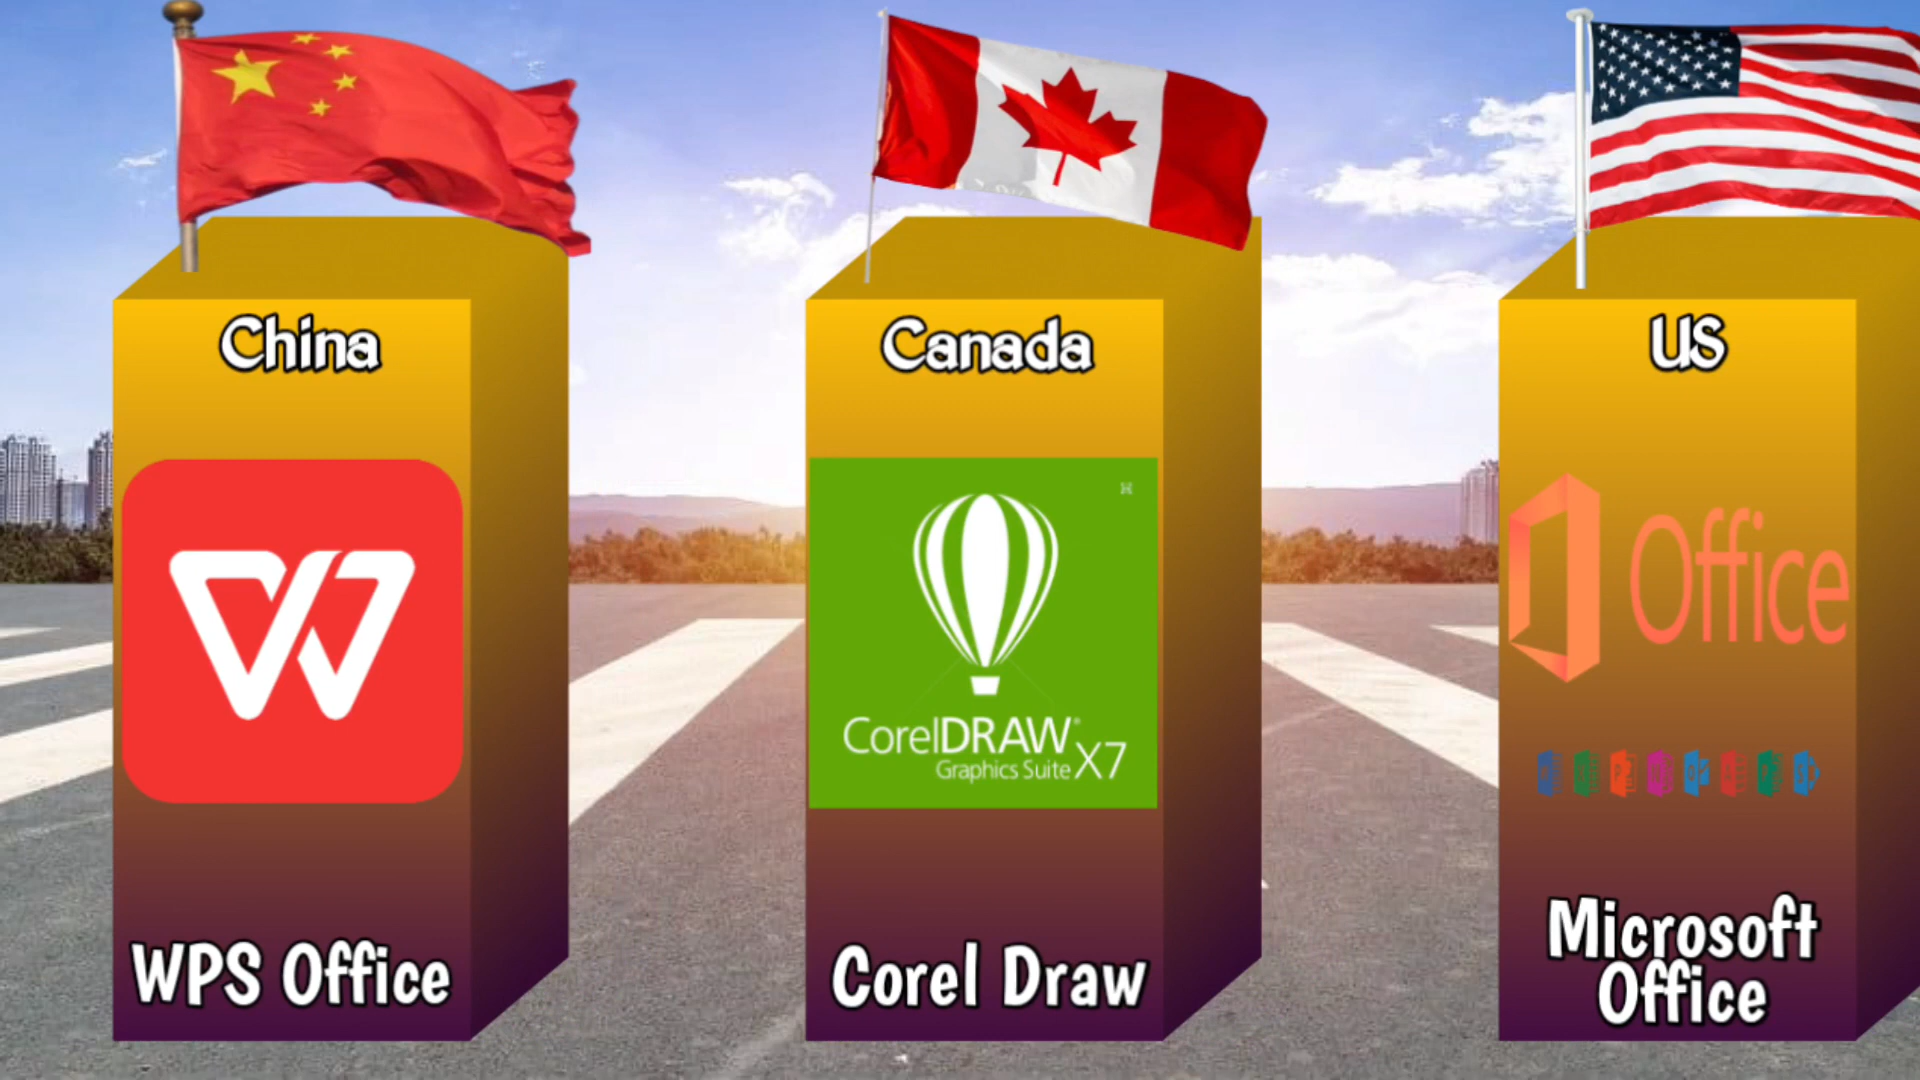 China
WPS Office
Canada
CorelDRAW®
Graphics Suite X7
Corel Draw
US
Office
Microsoft
Office